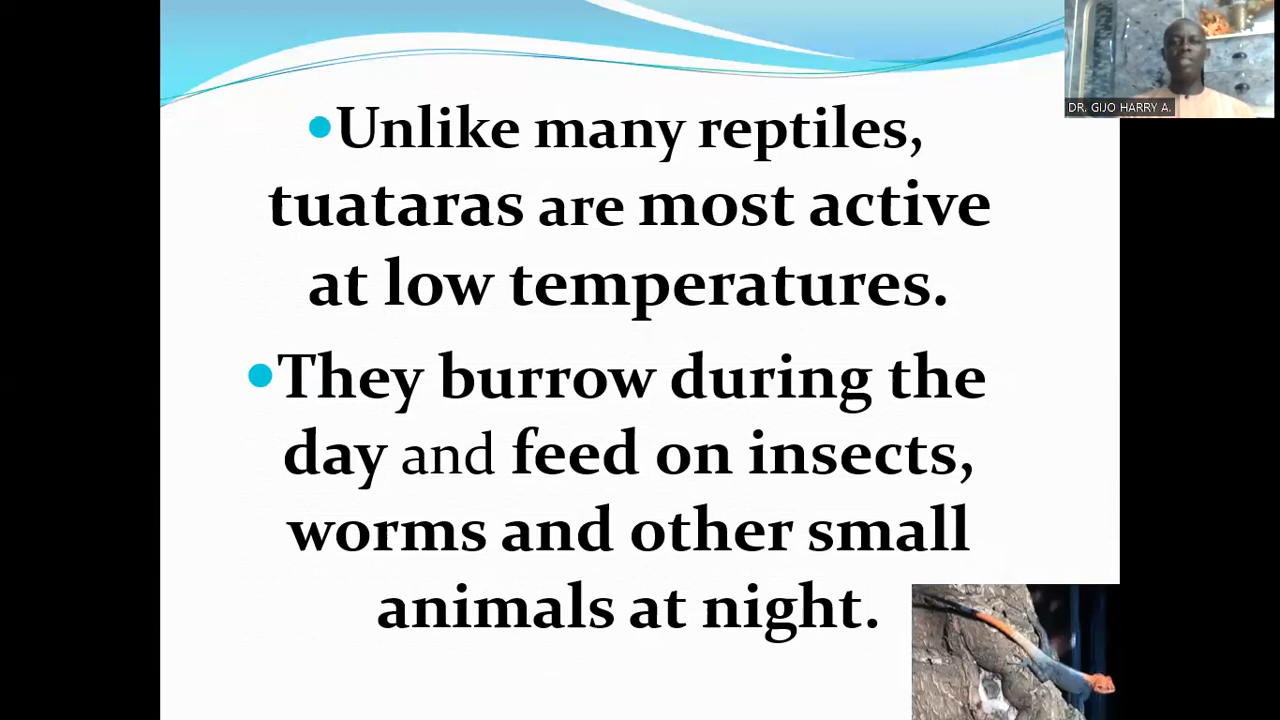 •Unlike many reptiles,
tuataras are most active
at low temperatures.
•They burrow during the
day and feed on insects,
worms and other small
animals at night.
DR. GIJO HARRY A.